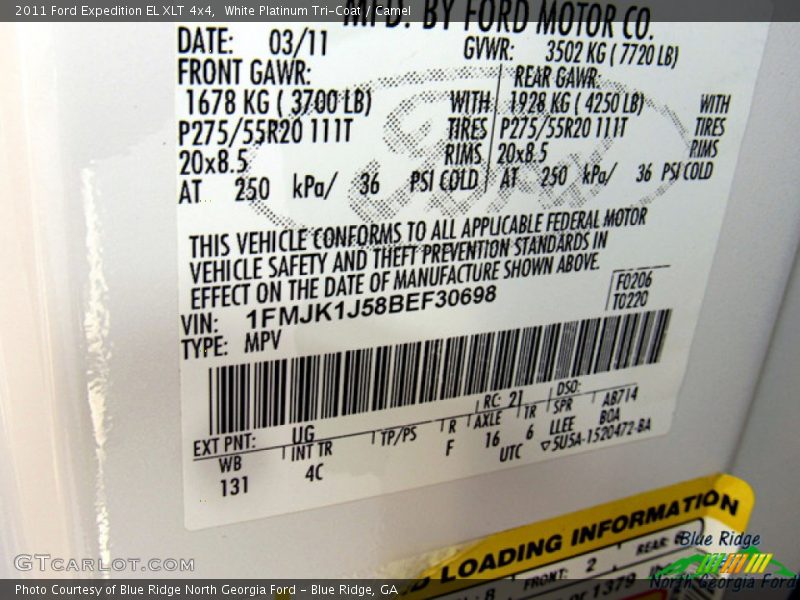 2011 Ford Expedition EL XLT 4x4, White Platinum Tri-Coat / Camel
MFD. BY FORD MOTOR CO.
DATE: 03/11 GVWR: 3502 KG ( 7720 LB)
FRONT GAWR: REAR GAWR:
1678 KG ( 3700 LB) WITH 1928 KG ( 4250 LB) WITH
P275/55R20 111T TIRES P275/55R20 111T TIRES
20x8.5 RIMS 20x8.5 RIMS
AT 250 kPa/ 36 PSI COLD AT 250 kPa/ 36 PSI COLD
Ford
THIS VEHICLE CONFORMS TO ALL APPLICABLE FEDERAL MOTOR
VEHICLE SAFETY AND THEFT PREVENTION STANDARDS IN
EFFECT ON THE DATE OF MANUFACTURE SHOWN ABOVE.
VIN: 1FMJK1J58BEF30698 F0206
TYPE: MPV T0220
EXT PNT: UG RC: 21 DSO:
WB INT TR TP/PS R AXLE TR SPR AB714
131 4C F 16 6 LLEE BOA
UTC 5U5A-1520472-BA
LOADING INFORMATION
FRONT: 2 REAR:
1379
Blue Ridge
North Georgia Ford
GTCARLOT.COM
Photo Courtesy of Blue Ridge North Georgia Ford - Blue Ridge, GA